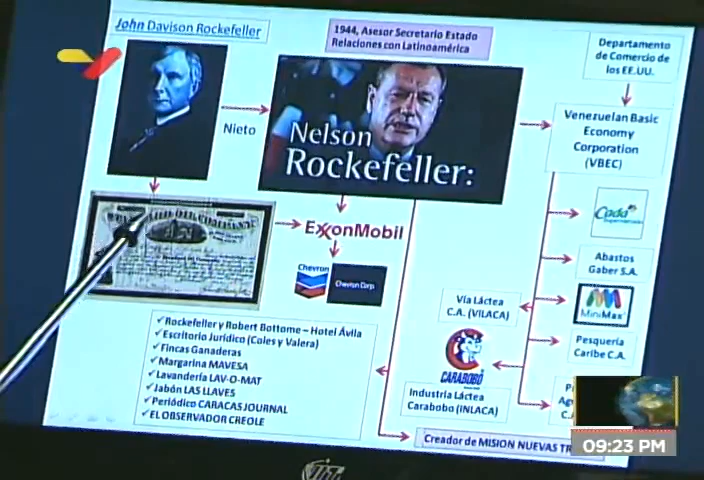 John Davison Rockefeller
1944, Asesor Secretario Estado
Relaciones con Latinoamérica
Departamento
de Comercio de
los EE.UU.
Nieto
Nelson
Rockefeller:
Venezuelan Basic
Economy
Corporation
(VBEC)
ExxonMobil
Chevron
Chevron Corp.
Cada
Abastos
Gaber S.A.
MiniMax
Vía Láctea
C.A. (VILACA)
Pesquería
Caribe C.A.
CARABOBO
Industria Láctea
Carabobo (INLACA)
✓Rockefeller y Robert Bottome – Hotel Ávila
✓Escritorio Jurídico (Coles y Valera)
✓Fincas Ganaderas
✓Margarina MAVESA
✓Lavandería LAV-O-MAT
✓Jabón LAS LLAVES
✓Periódico CARACAS JOURNAL
✓EL OBSERVADOR CREOLE
Creador de MISION NUEVAS
09:23 PM